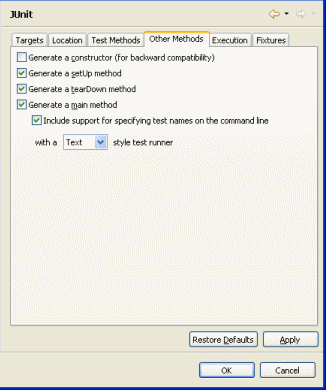 JUnit
Targets Location Test Methods Other Methods Execution Fixtures
Generate a constructor (for backward compatibility)
Generate a setUp method
Generate a tearDown method
Generate a main method
Include support for specifying test names on the command line
with a Text style test runner
Restore Defaults Apply
OK Cancel